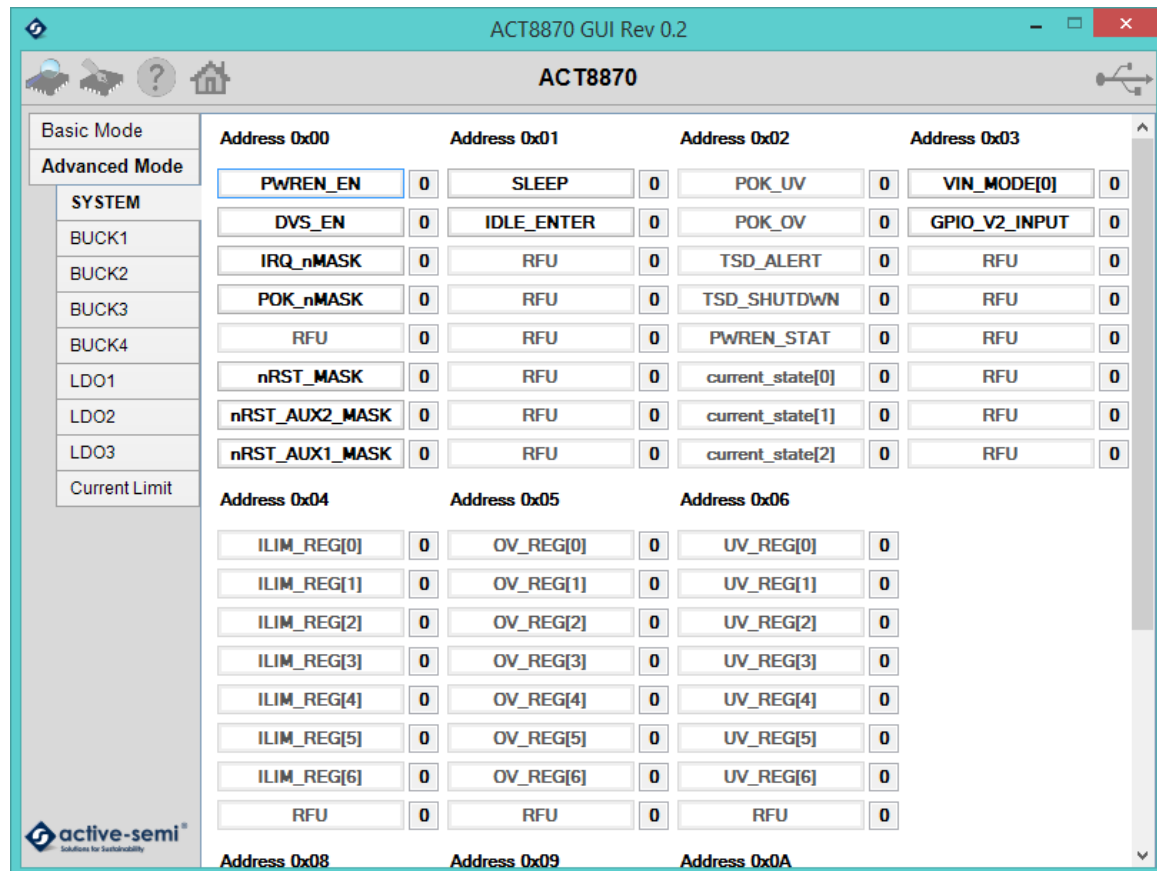 ACT8870 GUI Rev 0.2
ACT8870
Basic Mode
Advanced Mode
SYSTEM
BUCK1
BUCK2
BUCK3
BUCK4
LDO1
LDO2
LDO3
Current Limit
Address 0x00 Address 0x01 Address 0x02 Address 0x03
PWREN_EN 0 SLEEP 0 POK_UV 0 VIN_MODE[0] 0
DVS_EN 0 IDLE_ENTER 0 POK_OV 0 GPIO_V2_INPUT 0
IRQ_nMASK 0 RFU 0 TSD_ALERT 0 RFU 0
POK_nMASK 0 RFU 0 TSD_SHUTDWN 0 RFU 0
RFU 0 RFU 0 PWREN_STAT 0 RFU 0
nRST_MASK 0 RFU 0 current_state[0] 0 RFU 0
nRST_AUX2_MASK 0 RFU 0 current_state[1] 0 RFU 0
nRST_AUX1_MASK 0 RFU 0 current_state[2] 0 RFU 0
Address 0x04 Address 0x05 Address 0x06
ILIM_REG[0] 0 OV_REG[0] 0 UV_REG[0] 0
ILIM_REG[1] 0 OV_REG[1] 0 UV_REG[1] 0
ILIM_REG[2] 0 OV_REG[2] 0 UV_REG[2] 0
ILIM_REG[3] 0 OV_REG[3] 0 UV_REG[3] 0
ILIM_REG[4] 0 OV_REG[4] 0 UV_REG[4] 0
ILIM_REG[5] 0 OV_REG[5] 0 UV_REG[5] 0
ILIM_REG[6] 0 OV_REG[6] 0 UV_REG[6] 0
RFU 0 RFU 0 RFU 0
Address 0x08 Address 0x09 Address 0x0A
active-semi®
Solutions for Sustainability